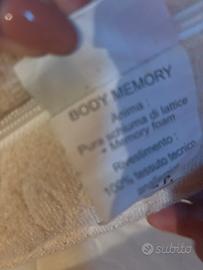 BODY MEMORY
Anima :
Pura schiuma di lattice
+ Memory foam
Rivestimento :
100% tessuto tecnico
subito